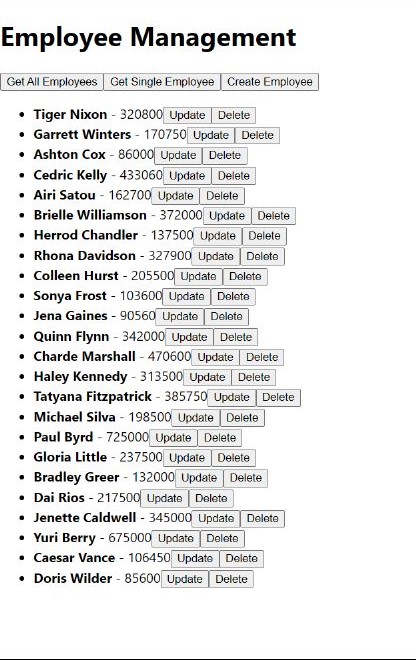 Employee Management
Get All Employees Get Single Employee Create Employee
Tiger Nixon - 320800 Update Delete
Garrett Winters - 170750 Update Delete
Ashton Cox - 86000 Update Delete
Cedric Kelly - 433060 Update Delete
Airi Satou - 162700 Update Delete
Brielle Williamson - 372000 Update Delete
Herrod Chandler - 137500 Update Delete
Rhona Davidson - 327900 Update Delete
Colleen Hurst - 205500 Update Delete
Sonya Frost - 103600 Update Delete
Jena Gaines - 90560 Update Delete
Quinn Flynn - 342000 Update Delete
Charde Marshall - 470600 Update Delete
Haley Kennedy - 313500 Update Delete
Tatyana Fitzpatrick - 385750 Update Delete
Michael Silva - 198500 Update Delete
Paul Byrd - 725000 Update Delete
Gloria Little - 237500 Update Delete
Bradley Greer - 132000 Update Delete
Dai Rios - 217500 Update Delete
Jenette Caldwell - 345000 Update Delete
Yuri Berry - 675000 Update Delete
Caesar Vance - 106450 Update Delete
Doris Wilder - 85600 Update Delete